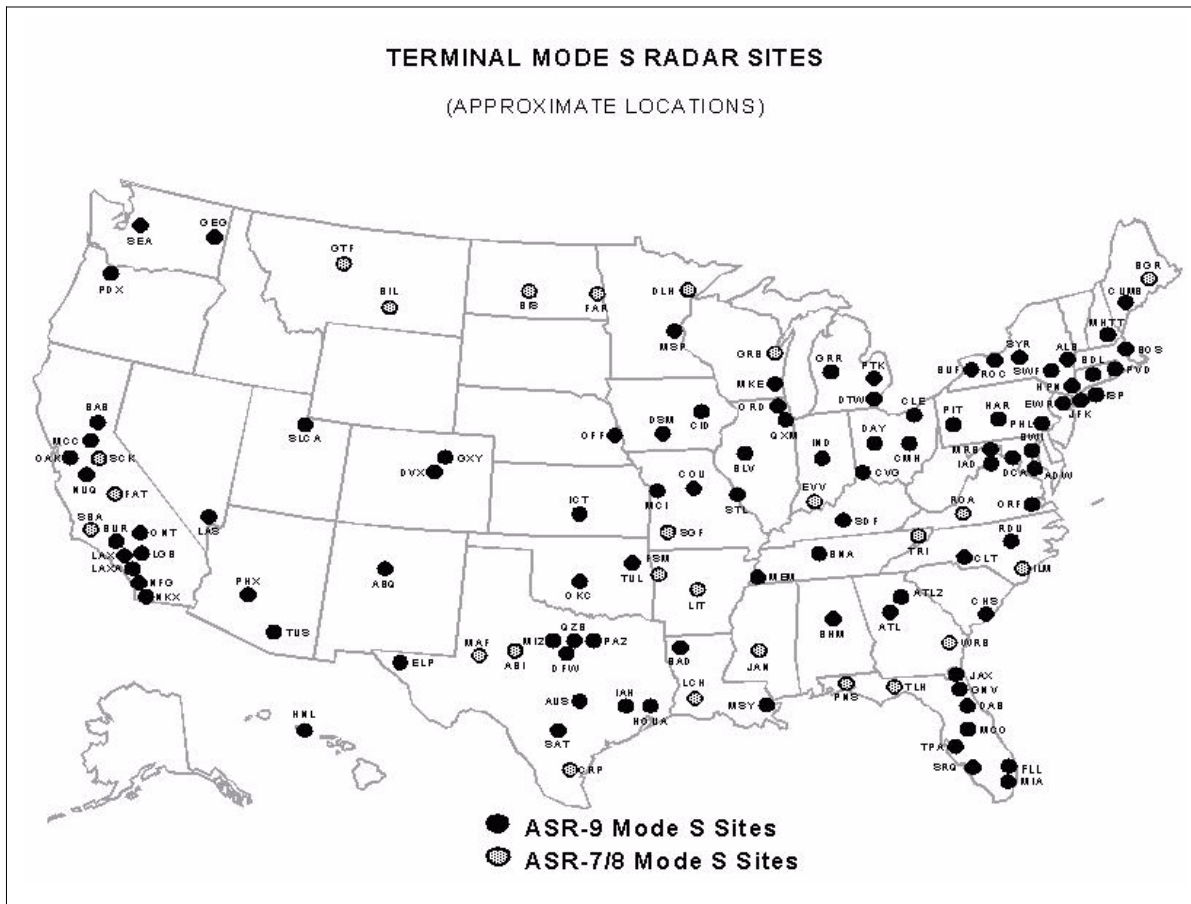 TERMINAL MODE S RADAR SITES
(APPROXIMATE LOCATIONS)
SEA
GEG
PDX
GTF
BIL
BIS
FAR
DLH
MSP
GRB
MKE
GRR
PTK
DTW
ORD
QXM
CLE
BUF
ROC
SYR
SWF
ALB
MHTT
CUMB
BGR
BOS
BDL
PVD
HPN
EWR
JFK
ISP
PIT
HAR
PHL
BWI
MRB
IAD
DCA
ADW
BAB
MCC
OAK
SCK
NUQ
FAT
SBA
BUR
ONT
LAX
LGB
LAXA
NFG
NKX
LAS
SLCA
DVX
GXY
OFF
DSM
CID
BLV
IND
DAY
CMH
CVG
COU
MCI
STL
EVV
SDF
ROA
ORF
ICT
SGF
TUL
FSM
OKC
LIT
MEM
BNA
TRI
RDU
CLT
ILM
PHX
TUS
ABQ
ELP
MAF
ABI
MIZ
QZB
PAZ
DFW
BAD
JAN
BHM
ATLZ
ATL
CHS
WRB
AUS
IAH
HOUA
LCH
MSY
PNS
TLH
JAX
GNV
DAB
MCO
TPA
SRQ
FLL
MIA
SAT
CRP
HNL
ASR-9 Mode S Sites
ASR-7/8 Mode S Sites